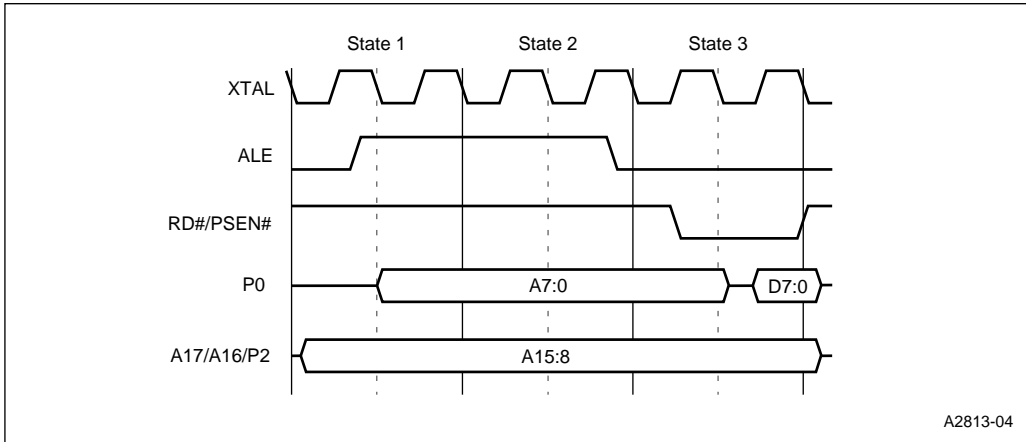 State 1 State 2 State 3
XTAL
ALE
RD#/PSEN#
P0 A7:0 D7:0
A17/A16/P2 A15:8
A2813-04